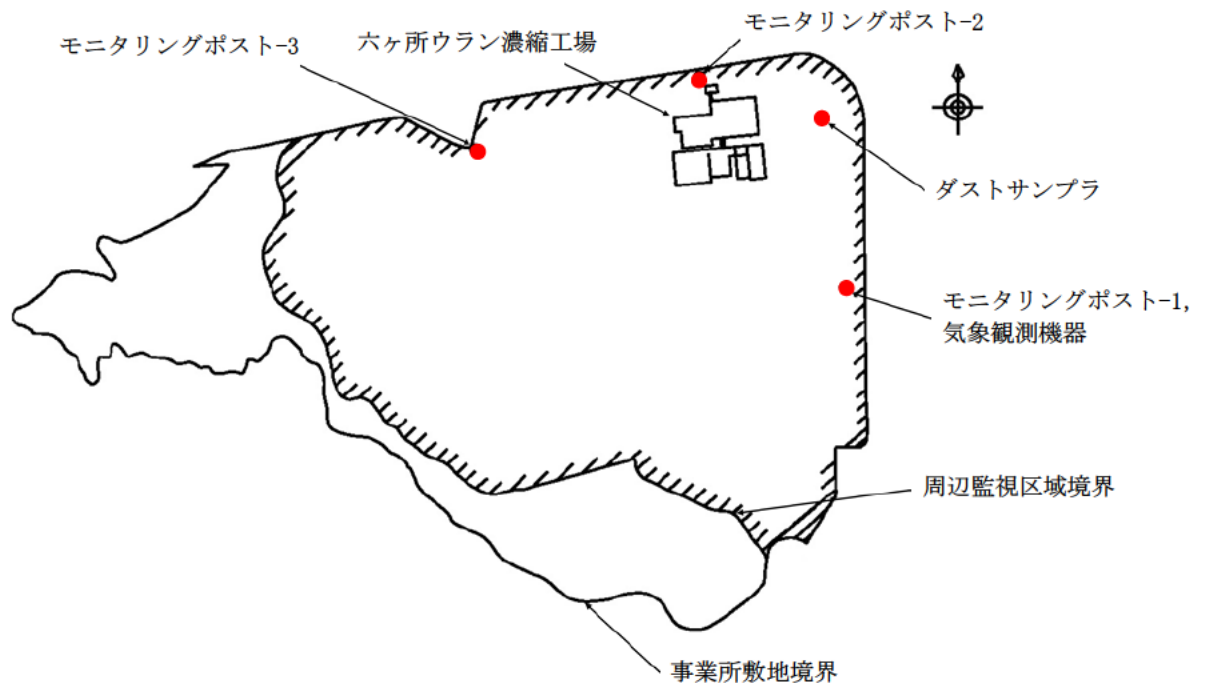 モニタリングポスト-2
モニタリングポスト-3
六ヶ所ウラン濃縮工場
ダストサンプラ
モニタリングポスト-1,
気象観測機器
周辺監視区域境界
事業所敷地境界